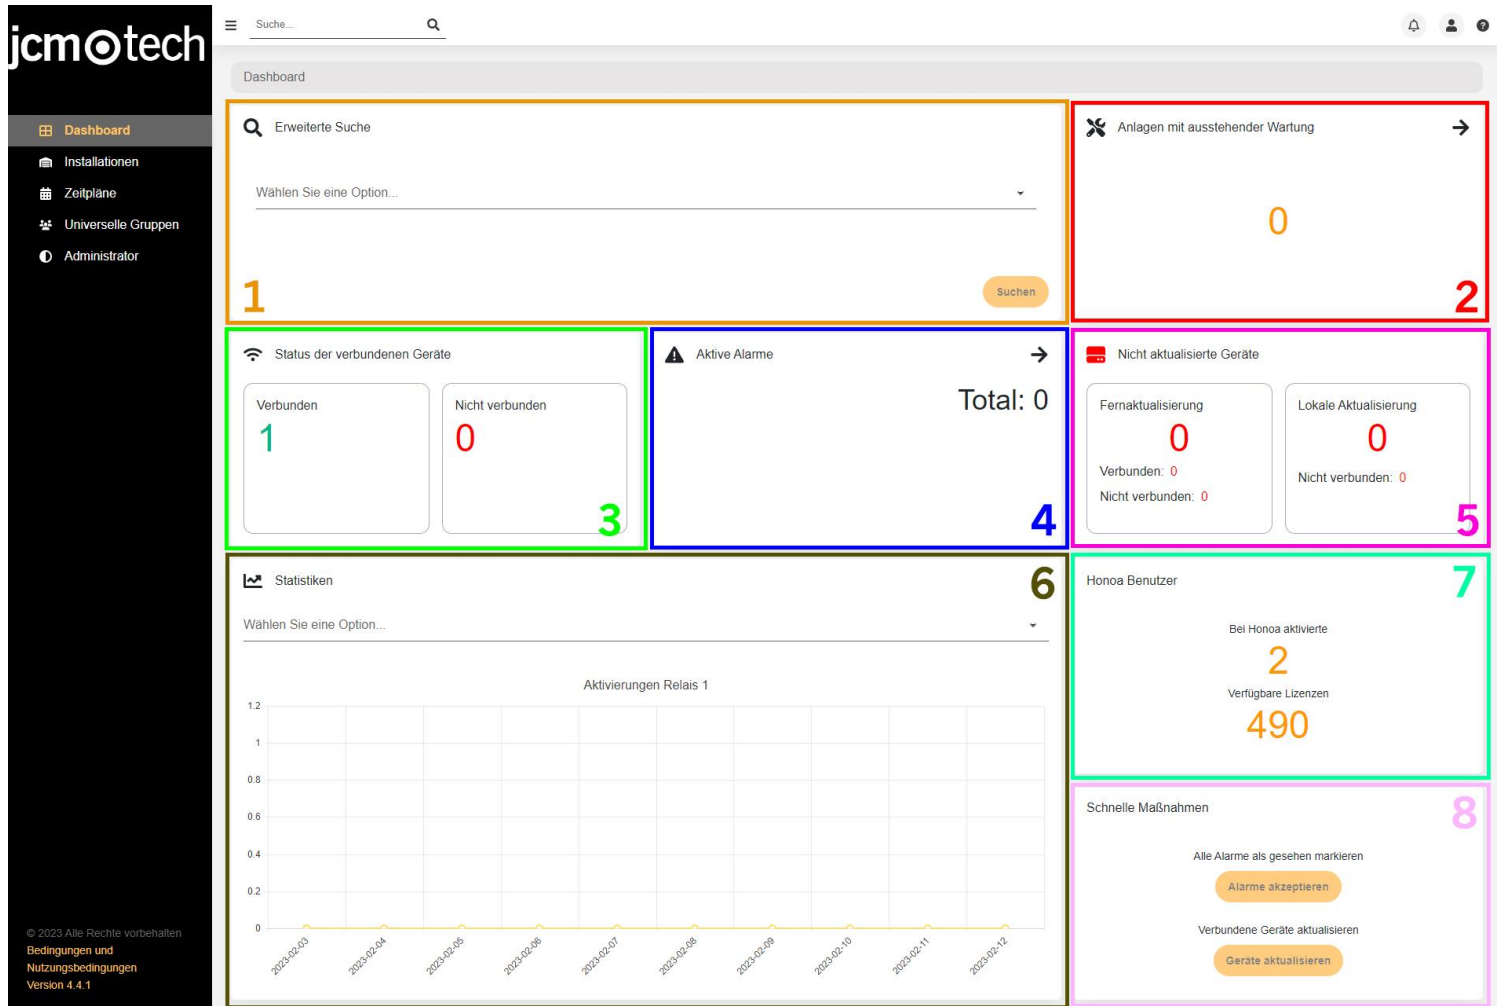 jcmotech
Suche...
Dashboard
Dashboard
Installationen
Zeitpläne
Universelle Gruppen
Administrator
Erweiterte Suche
Wählen Sie eine Option...
Suchen
1
Anlagen mit ausstehender Wartung
0
2
Status der verbundenen Geräte
Verbunden
1
Nicht verbunden
0
3
Aktive Alarme
Total: 0
4
Nicht aktualisierte Geräte
Fernaktualisierung
0
Verbunden: 0
Nicht verbunden: 0
Lokale Aktualisierung
0
Nicht verbunden: 0
5
Statistiken
6
Wählen Sie eine Option...
Aktivierungen Relais 1
1.2
1
0.8
0.6
0.4
0.2
0
2023-02-03
2023-02-04
2023-02-05
2023-02-06
2023-02-07
2023-02-08
2023-02-09
2023-02-10
2023-02-11
2023-02-12
Honoa Benutzer
7
Bei Honoa aktivierte
2
Verfügbare Lizenzen
490
Schnelle Maßnahmen
8
Alle Alarme als gesehen markieren
Alarme akzeptieren
Verbundene Geräte aktualisieren
Geräte aktualisieren
© 2023 Alle Rechte vorbehalten
Bedingungen und
Nutzungsbedingungen
Version 4.4.1